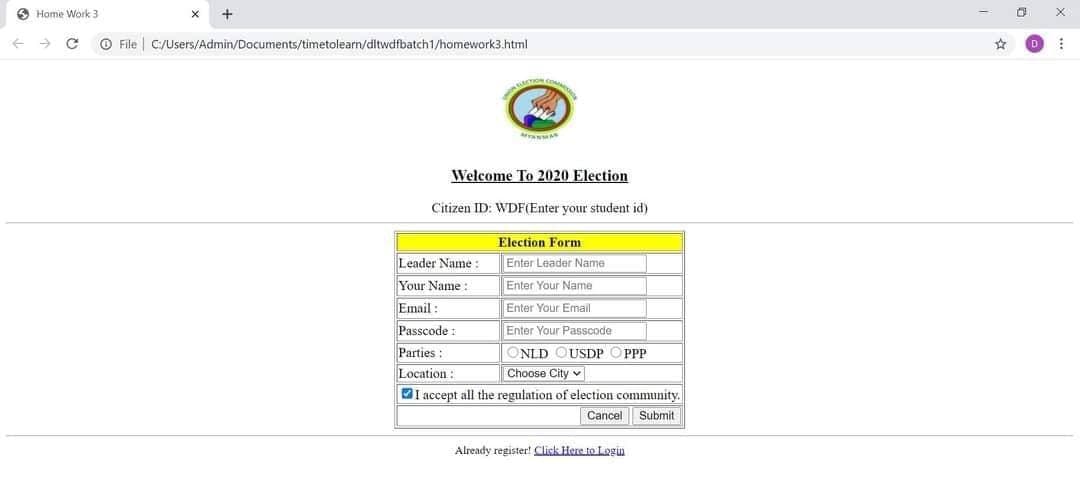 Home Work 3
File C:/Users/Admin/Documents/timetolearn/dltwdfbatch1/homework3.html
D
UNION ELECTION COMMISSION
MYANMAR
Welcome To 2020 Election
Citizen ID: WDF(Enter your student id)
Election Form
Leader Name : Enter Leader Name
Your Name : Enter Your Name
Email : Enter Your Email
Passcode : Enter Your Passcode
Parties : NLD USDP PPP
Location : Choose City
I accept all the regulation of election community.
Cancel Submit
Already register! Click Here to Login